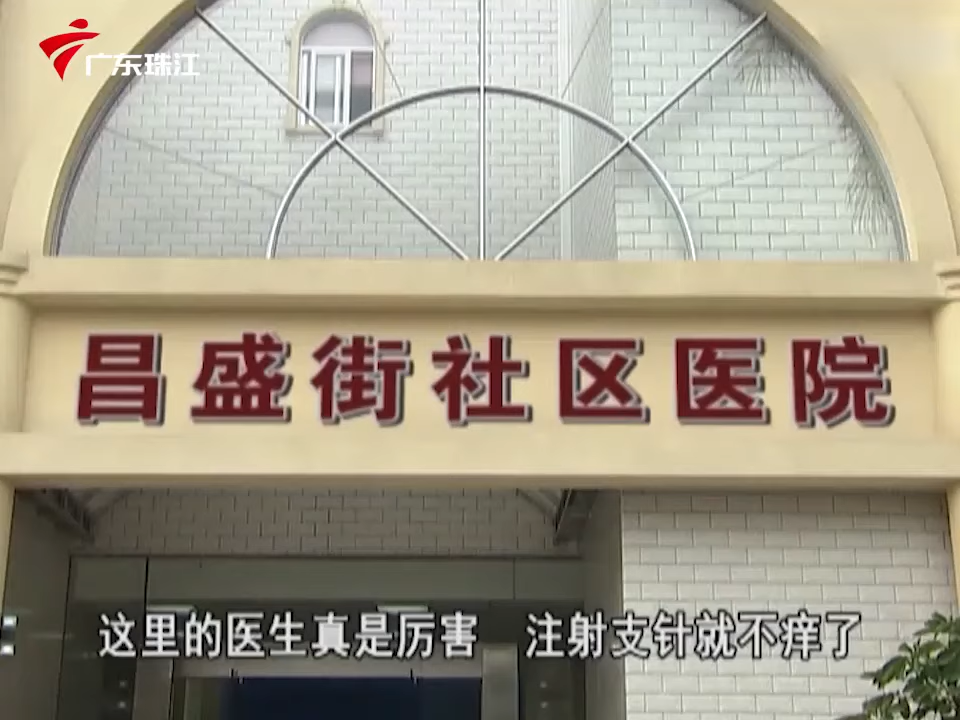 广东珠江
昌盛街社区医院
这里的医生真是厉害 注射支针就不痒了